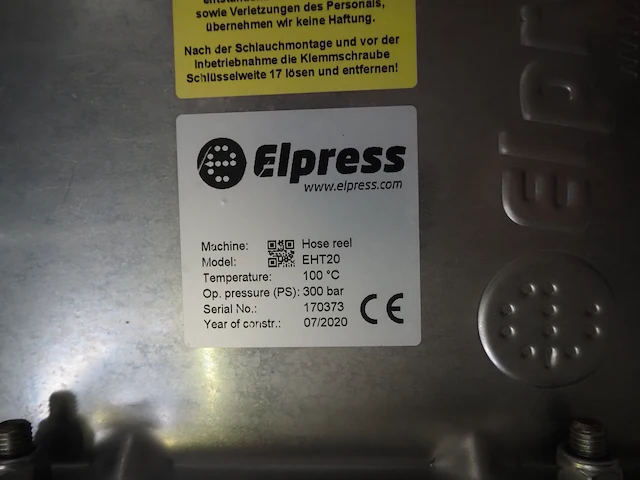 sowie Verletzungen des Personals,
übernehmen wir keine Haftung.
Nach der Schlauchmontage und vor der
Inbetriebnahme die Klemmschraube
Schlüsselweite 17 lösen und entfernen!
Elpress
www.elpress.com
Machine: Hose reel
Model: EHT20
Temperature: 100 °C
Op. pressure (PS): 300 bar
Serial No.: 170373
Year of constr.: 07/2020
CE
Elpr